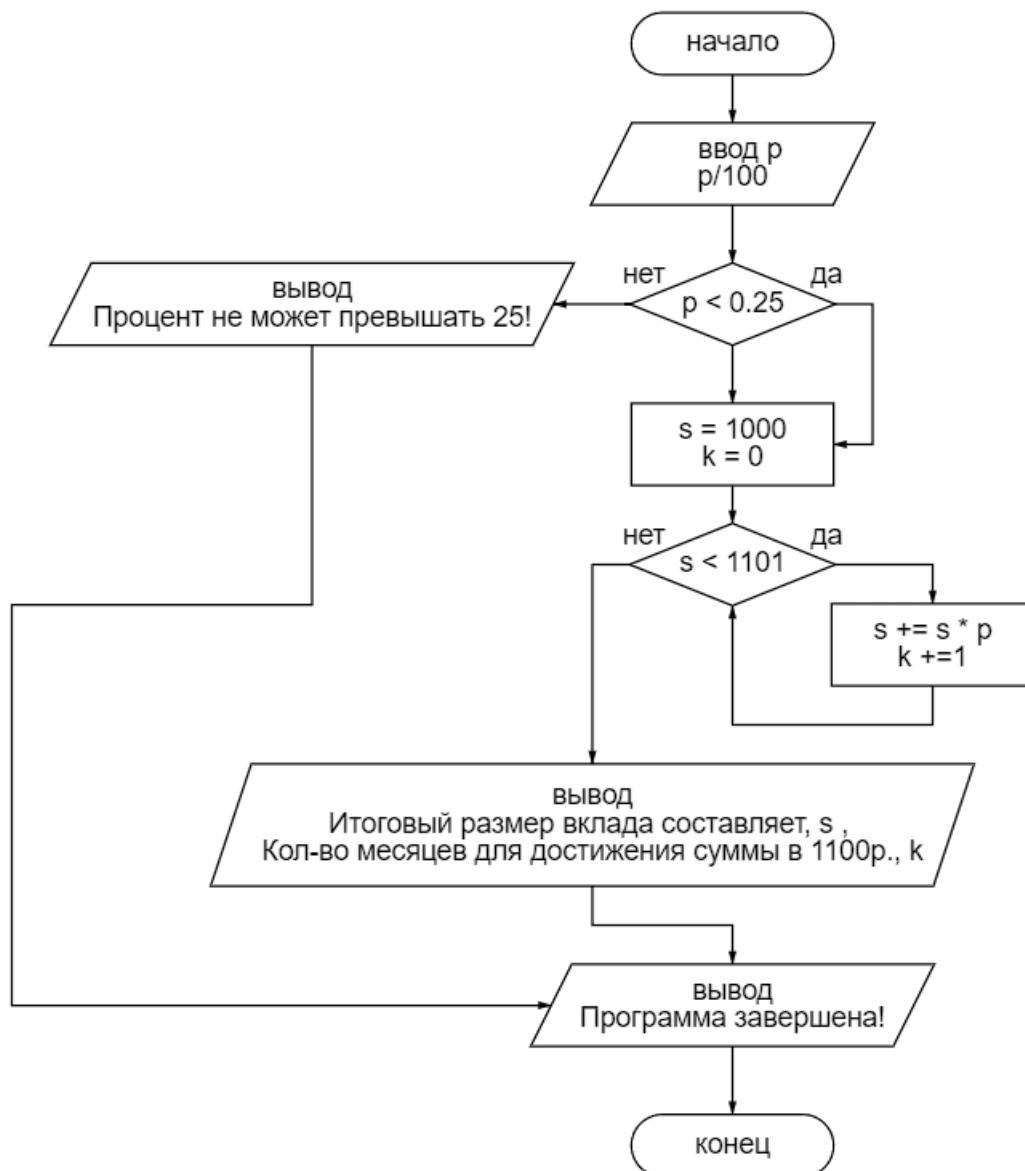 начало
ввод p
p/100
нет
да
p < 0.25
вывод
Процент не может превышать 25!
s = 1000
k = 0
нет
да
s < 1101
s += s * p
k +=1
вывод
Итоговый размер вклада составляет, s ,
Кол-во месяцев для достижения суммы в 1100р., k
вывод
Программа завершена!
конец